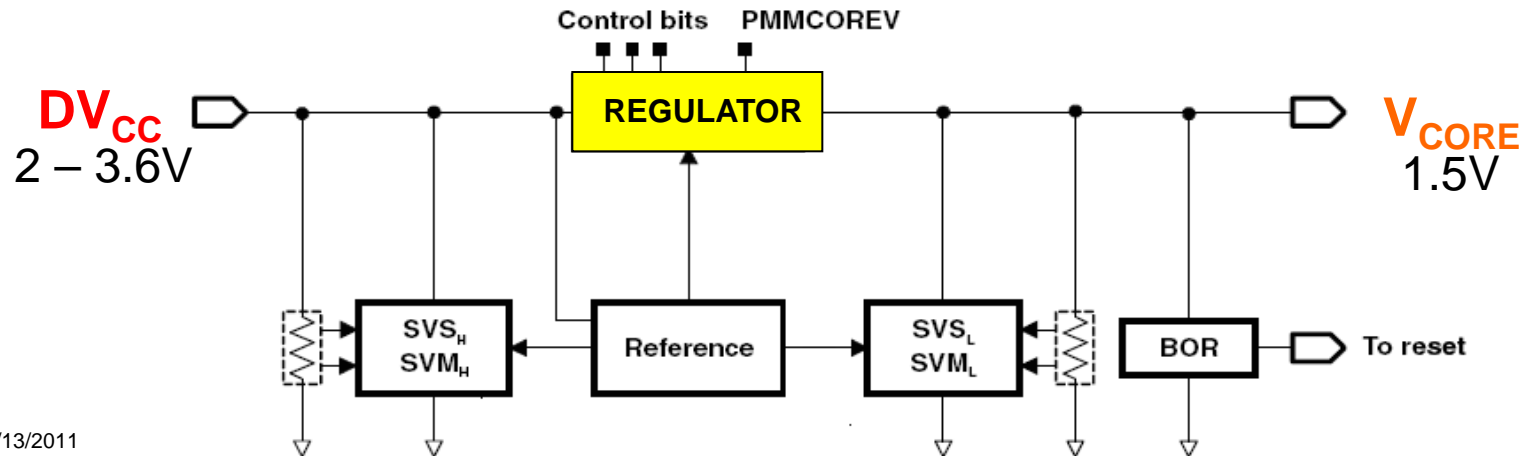 Control bits PMMCOREV
DVCC
2 – 3.6V
REGULATOR
VCORE
1.5V
SVSH
SVMH
Reference
SVSL
SVML
BOR
To reset
/13/2011